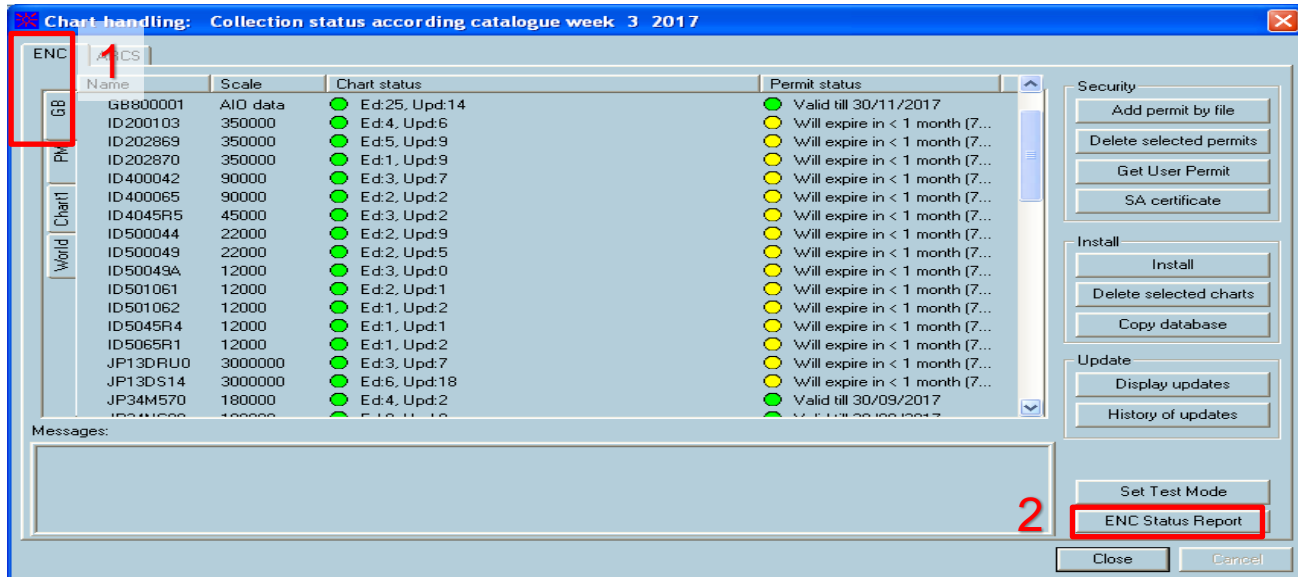 Chart handling: Collection status according catalogue week 3 2017
ENC ARCS
1
Name Scale Chart status Permit status
GB
PM
Chart1
World
GB800001 AIO data Ed:25, Upd:14 Valid till 30/11/2017
ID200103 350000 Ed:4, Upd:6 Will expire in < 1 month (7...
ID202869 350000 Ed:5, Upd:9 Will expire in < 1 month (7...
ID202870 350000 Ed:1, Upd:9 Will expire in < 1 month (7...
ID400042 90000 Ed:3, Upd:7 Will expire in < 1 month (7...
ID400065 90000 Ed:2, Upd:2 Will expire in < 1 month (7...
ID4045R5 45000 Ed:3, Upd:2 Will expire in < 1 month (7...
ID500044 22000 Ed:2, Upd:9 Will expire in < 1 month (7...
ID500049 22000 Ed:2, Upd:5 Will expire in < 1 month (7...
ID50049A 12000 Ed:3, Upd:0 Will expire in < 1 month (7...
ID501061 12000 Ed:2, Upd:1 Will expire in < 1 month (7...
ID501062 12000 Ed:1, Upd:2 Will expire in < 1 month (7...
ID5045R4 12000 Ed:1, Upd:1 Will expire in < 1 month (7...
ID5065R1 12000 Ed:1, Upd:2 Will expire in < 1 month (7...
JP13DRU0 3000000 Ed:3, Upd:7 Will expire in < 1 month (7...
JP13DS14 3000000 Ed:6, Upd:18 Will expire in < 1 month (7...
JP34M570 180000 Ed:4, Upd:2 Valid till 30/09/2017
Messages:
Security
Add permit by file
Delete selected permits
Get User Permit
SA certificate
Install
Install
Delete selected charts
Copy database
Update
Display updates
History of updates
Set Test Mode
2
ENC Status Report
Close Cancel